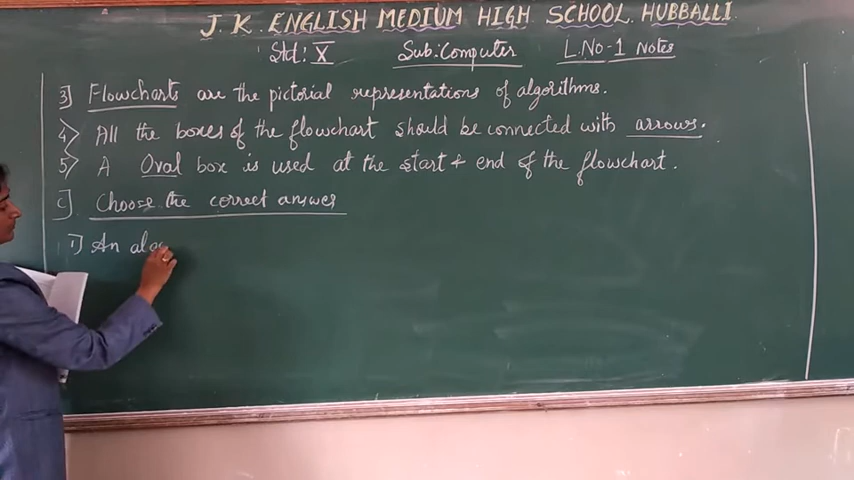 J.K. ENGLISH MEDIUM HIGH SCHOOL HUBBALLI
Std: X Sub: Computer L.No-1 Notes
3] Flowcharts are the pictorial representations of algorithms.
4> All the boxes of the flowchart should be connected with arrows.
5> A Oval box is used at the start + end of the flowchart.
C] Choose the correct answer
1] An algo